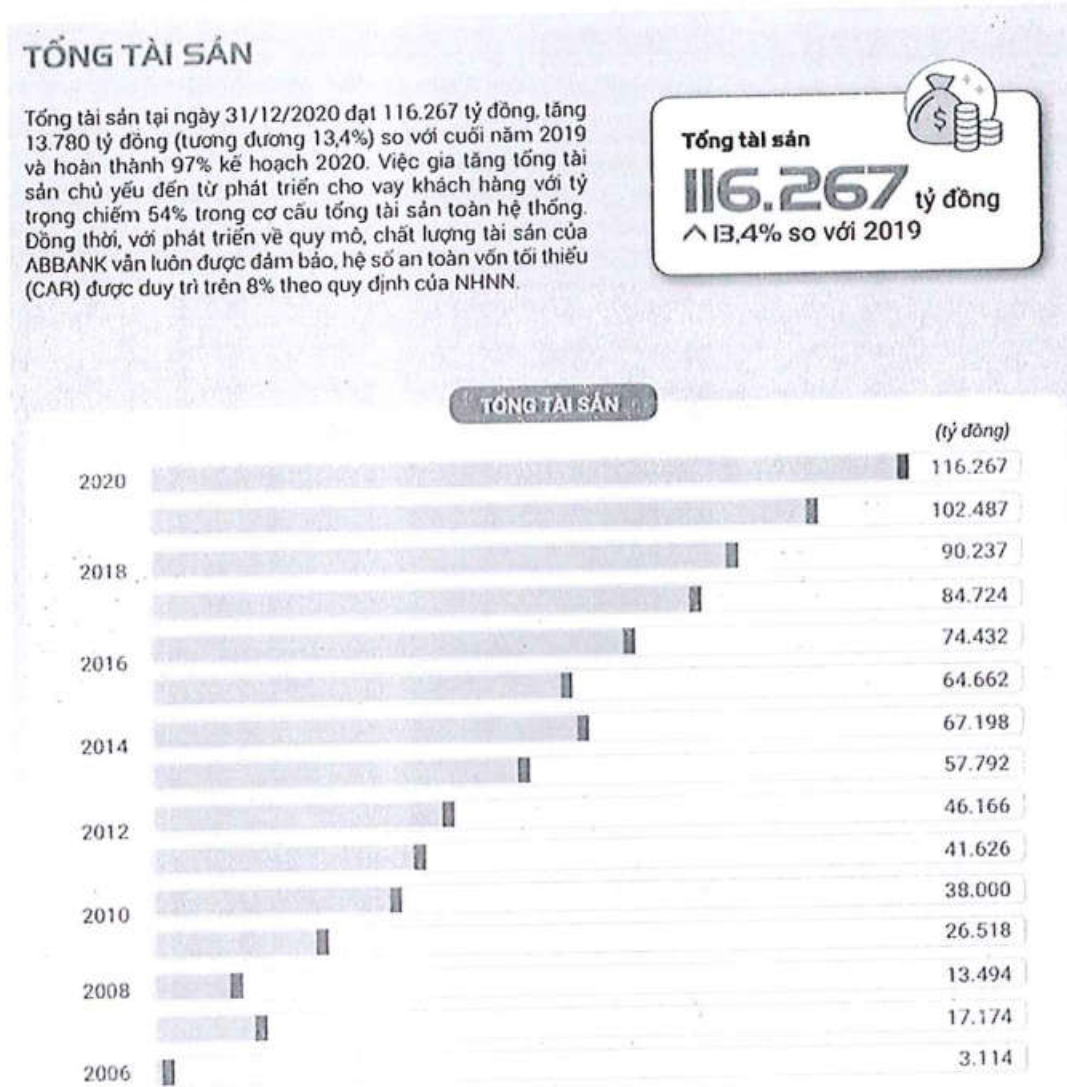 TỔNG TÀI SẢN
Tổng tài sản tại ngày 31/12/2020 đạt 116.267 tỷ đồng, tăng
13.780 tỷ đồng (tương đương 13,4%) so với cuối năm 2019
và hoàn thành 97% kế hoạch 2020. Việc gia tăng tổng tài
sản chủ yếu đến từ phát triển cho vay khách hàng với tỷ
trọng chiếm 54% trong cơ cấu tổng tài sản toàn hệ thống.
Đồng thời, với phát triển về quy mô, chất lượng tài sản của
ABBANK vẫn luôn được đảm bảo, hệ số an toàn vốn tối thiểu
(CAR) được duy trì trên 8% theo quy định của NHNN.
Tổng tài sản
116.267 tỷ đồng
13,4% so với 2019
TỔNG TÀI SẢN
(tỷ đồng)
2020 116.267
102.487
2018 90.237
84.724
2016 74.432
64.662
2014 67.198
57.792
2012 46.166
41.626
2010 38.000
26.518
2008 13.494
17.174
2006 3.114